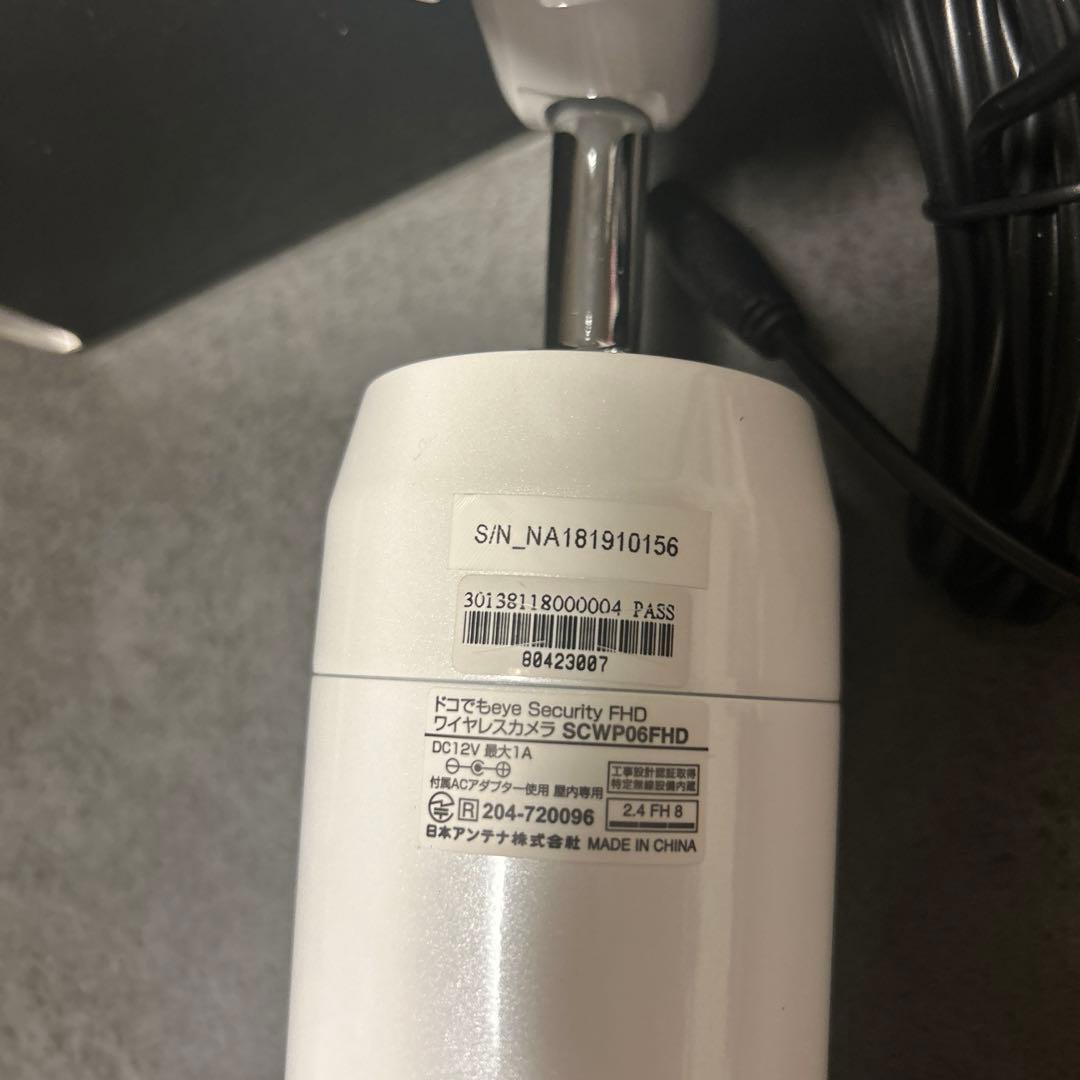 S/N_NA181910156
30138118000004 PASS
80423007
ドコでもeye Security FHD
ワイヤレスカメラ SCWP06FHD
DC12V 最大1A
付属ACアダプター使用 屋内専用
工事設計認証取得
特定無線設備内蔵
R 204-720096
2.4 FH 8
日本アンテナ株式会社 MADE IN CHINA